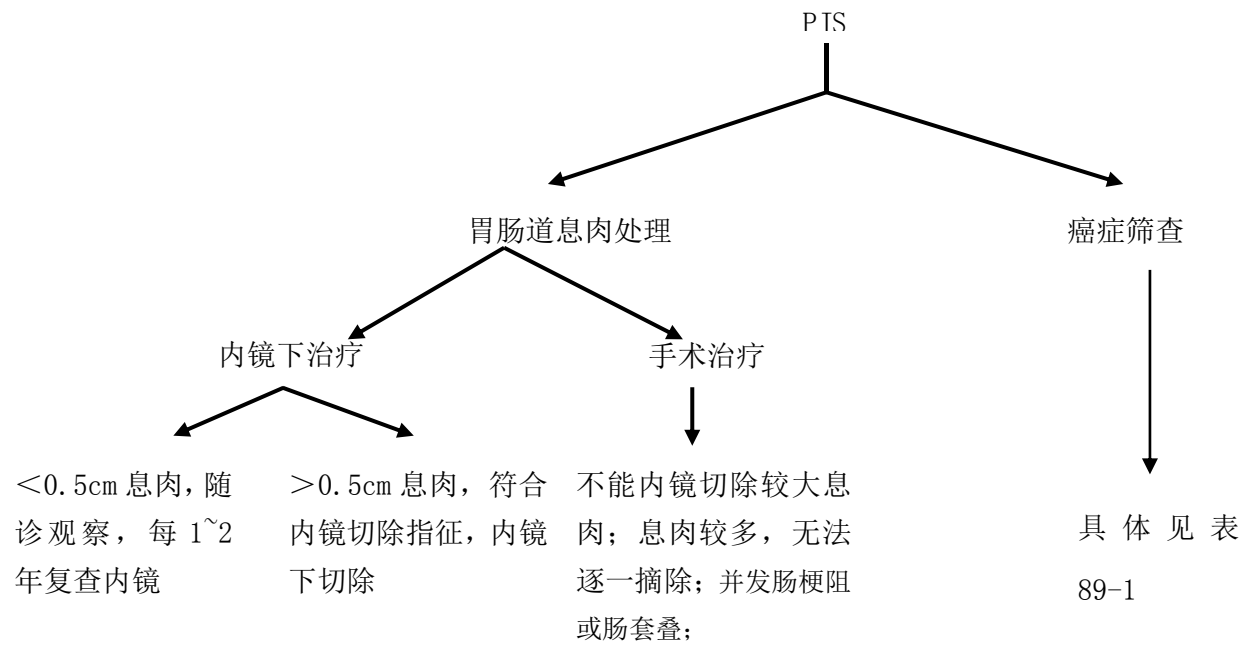 PJS
胃肠道息肉处理
癌症筛查
内镜下治疗
手术治疗
<0.5cm 息肉，随
诊观察，每 1~2
年复查内镜
>0.5cm 息肉，符合
内镜切除指征，内镜
下切除
不能内镜切除较大息
肉；息肉较多，无法
逐一摘除；并发肠梗阻
或肠套叠；
具体见表
89-1